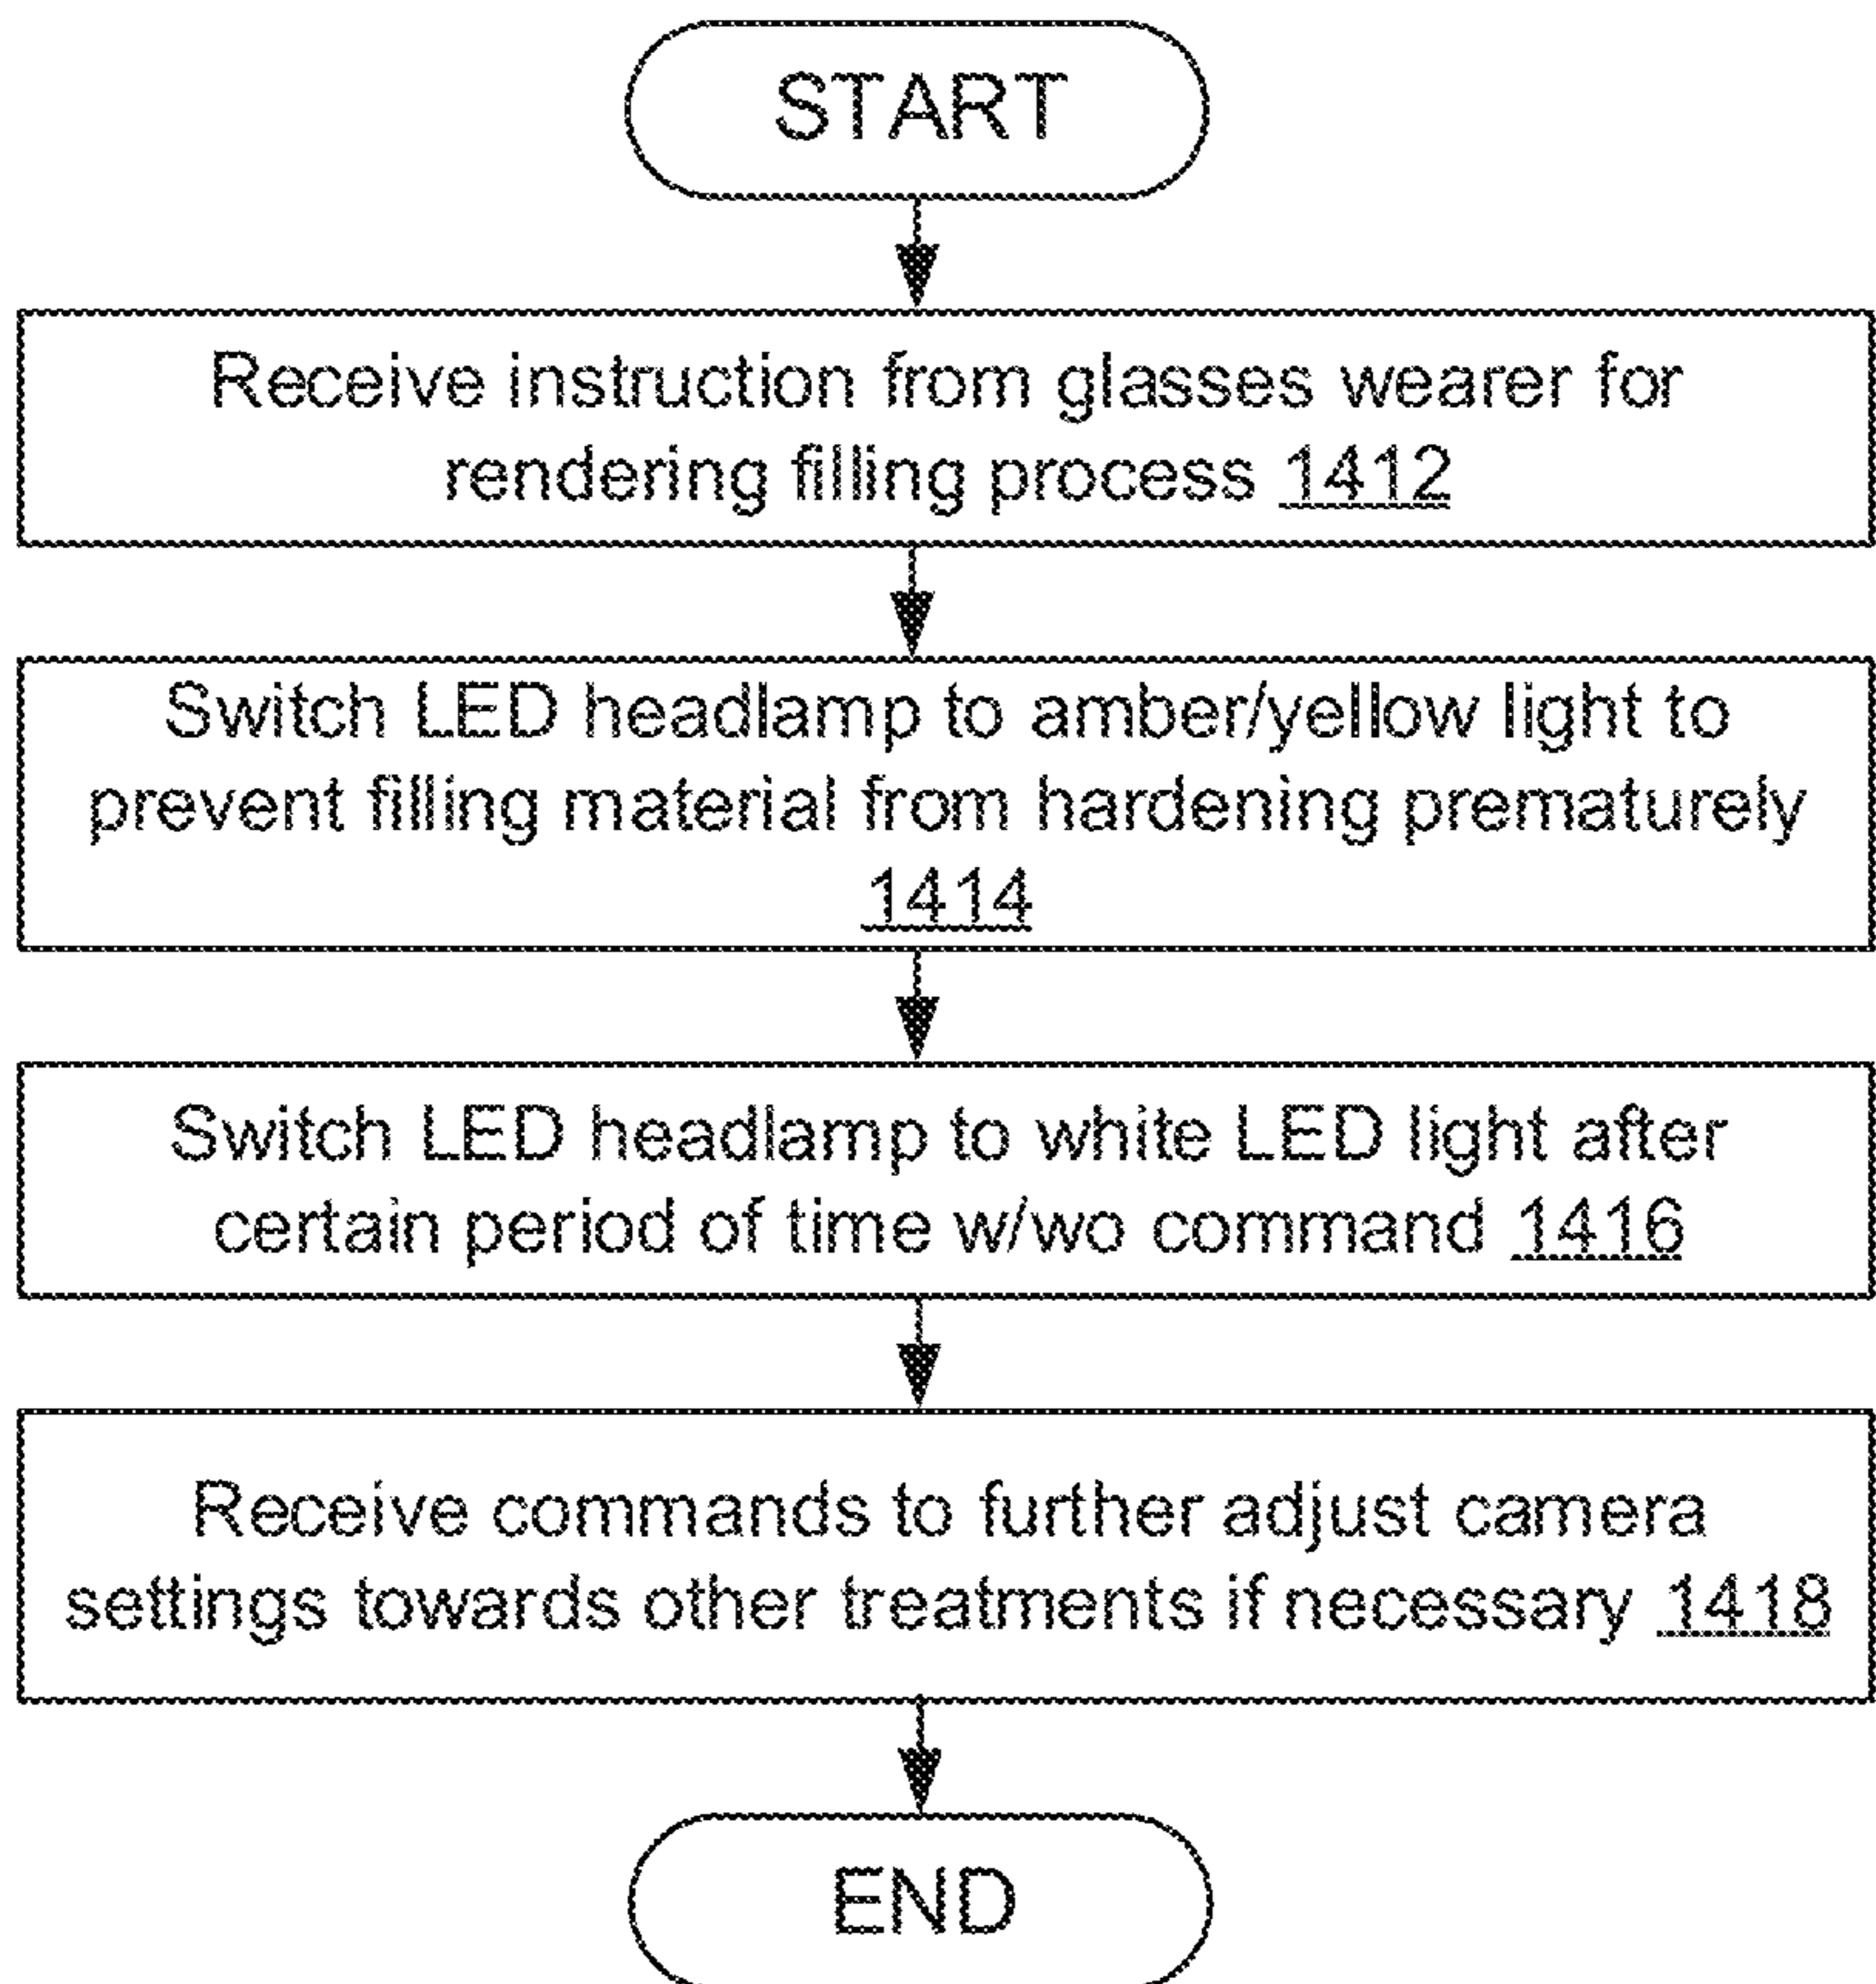 START
Receive instruction from glasses wearer for
rendering filling process 1412
Switch LED headlamp to amber/yellow light to
prevent filling material from hardening prematurely
1414
Switch LED headlamp to white LED light after
certain period of time w/wo command 1416
Receive commands to further adjust camera
settings towards other treatments if necessary 1418
END